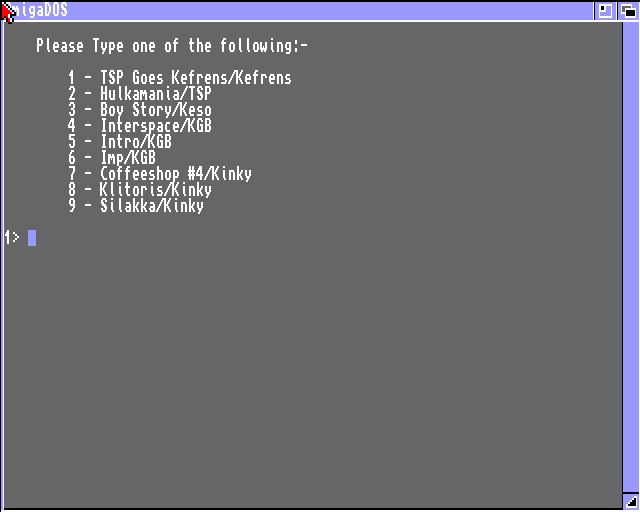 migaDOS
Please Type one of the following:-
1 - TSP Goes Kefrens/Kefrens
2 - Hulkamania/TSP
3 - Boy Story/Keso
4 - Interspace/KGB
5 - Intro/KGB
6 - Imp/KGB
7 - Coffeeshop #4/Kinky
8 - Klitoris/Kinky
9 - Silakka/Kinky
1>